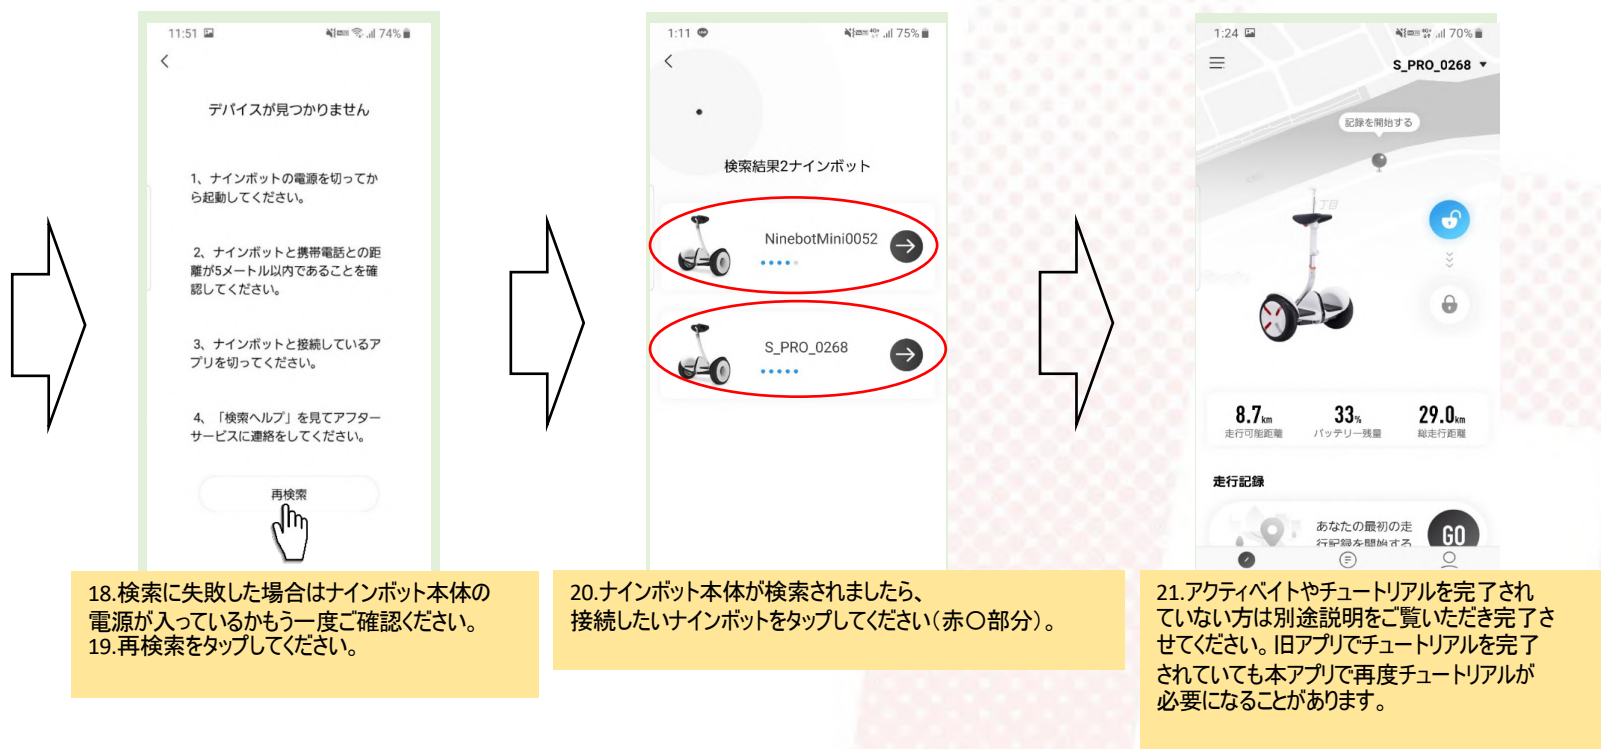 11:51
74%
デバイスが見つかりません
1、ナインボットの電源を切ってか
ら起動してください。
2、ナインボットと携帯電話との距
離が5メートル以内であることを確
認してください。
3、ナインボットと接続しているア
プリを切ってください。
4、「検索ヘルプ」を見てアフター
サービスに連絡をしてください。
再検索
18.検索に失敗した場合はナインボット本体の
電源が入っているかもう一度ご確認ください。
19.再検索をタップしてください。
1:11
75%
検索結果2ナインボット
NinebotMini0052
S_PRO_0268
20.ナインボット本体が検索されましたら、
接続したいナインボットをタップしてください(赤〇部分)。
1:24
70%
S_PRO_0268
記録を開始する
丁目
8.7km
33%
29.0km
走行可能距離
バッテリー残量
総走行距離
走行記録
あなたの最初の走
行記録を開始する
GO
21.アクティベイトやチュートリアルを完了され
ていない方は別途説明をご覧いただき完了さ
せてください。旧アプリでチュートリアルを完了
されていても本アプリで再度チュートリアルが
必要になることがあります。